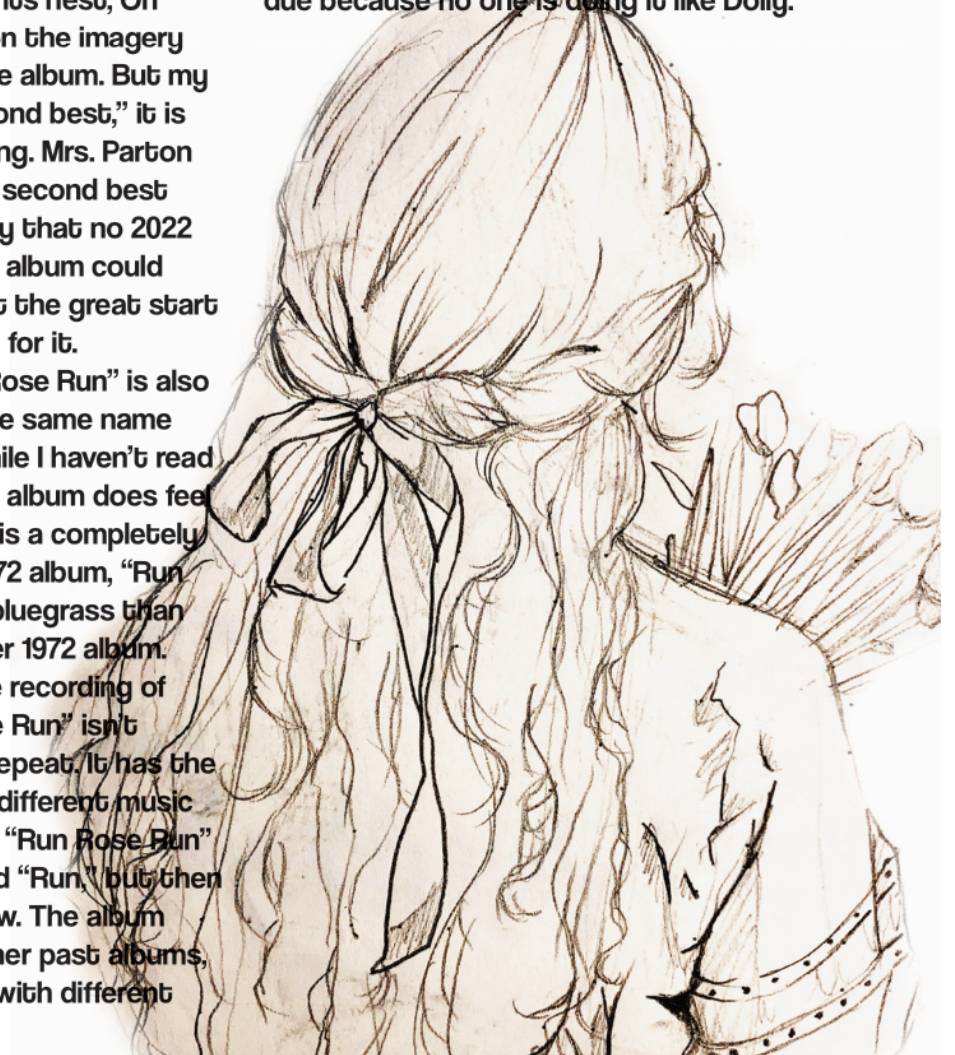 its nest, On
due because no one is doing it like Dolly.
on the imagery
e album. But my
ond best,” it is
ng. Mrs. Parton
second best
y that no 2022
album could
t the great start
for it.
Rose Run” is also
e same name
ile I haven’t read
album does feel
is a completely
72 album, “Run
bluegrass than
er 1972 album.
e recording of
e Run” isn’t
epeat. It has the
different music
“Run Rose Run”
d “Run,” but then
w. The album
her past albums,
with different